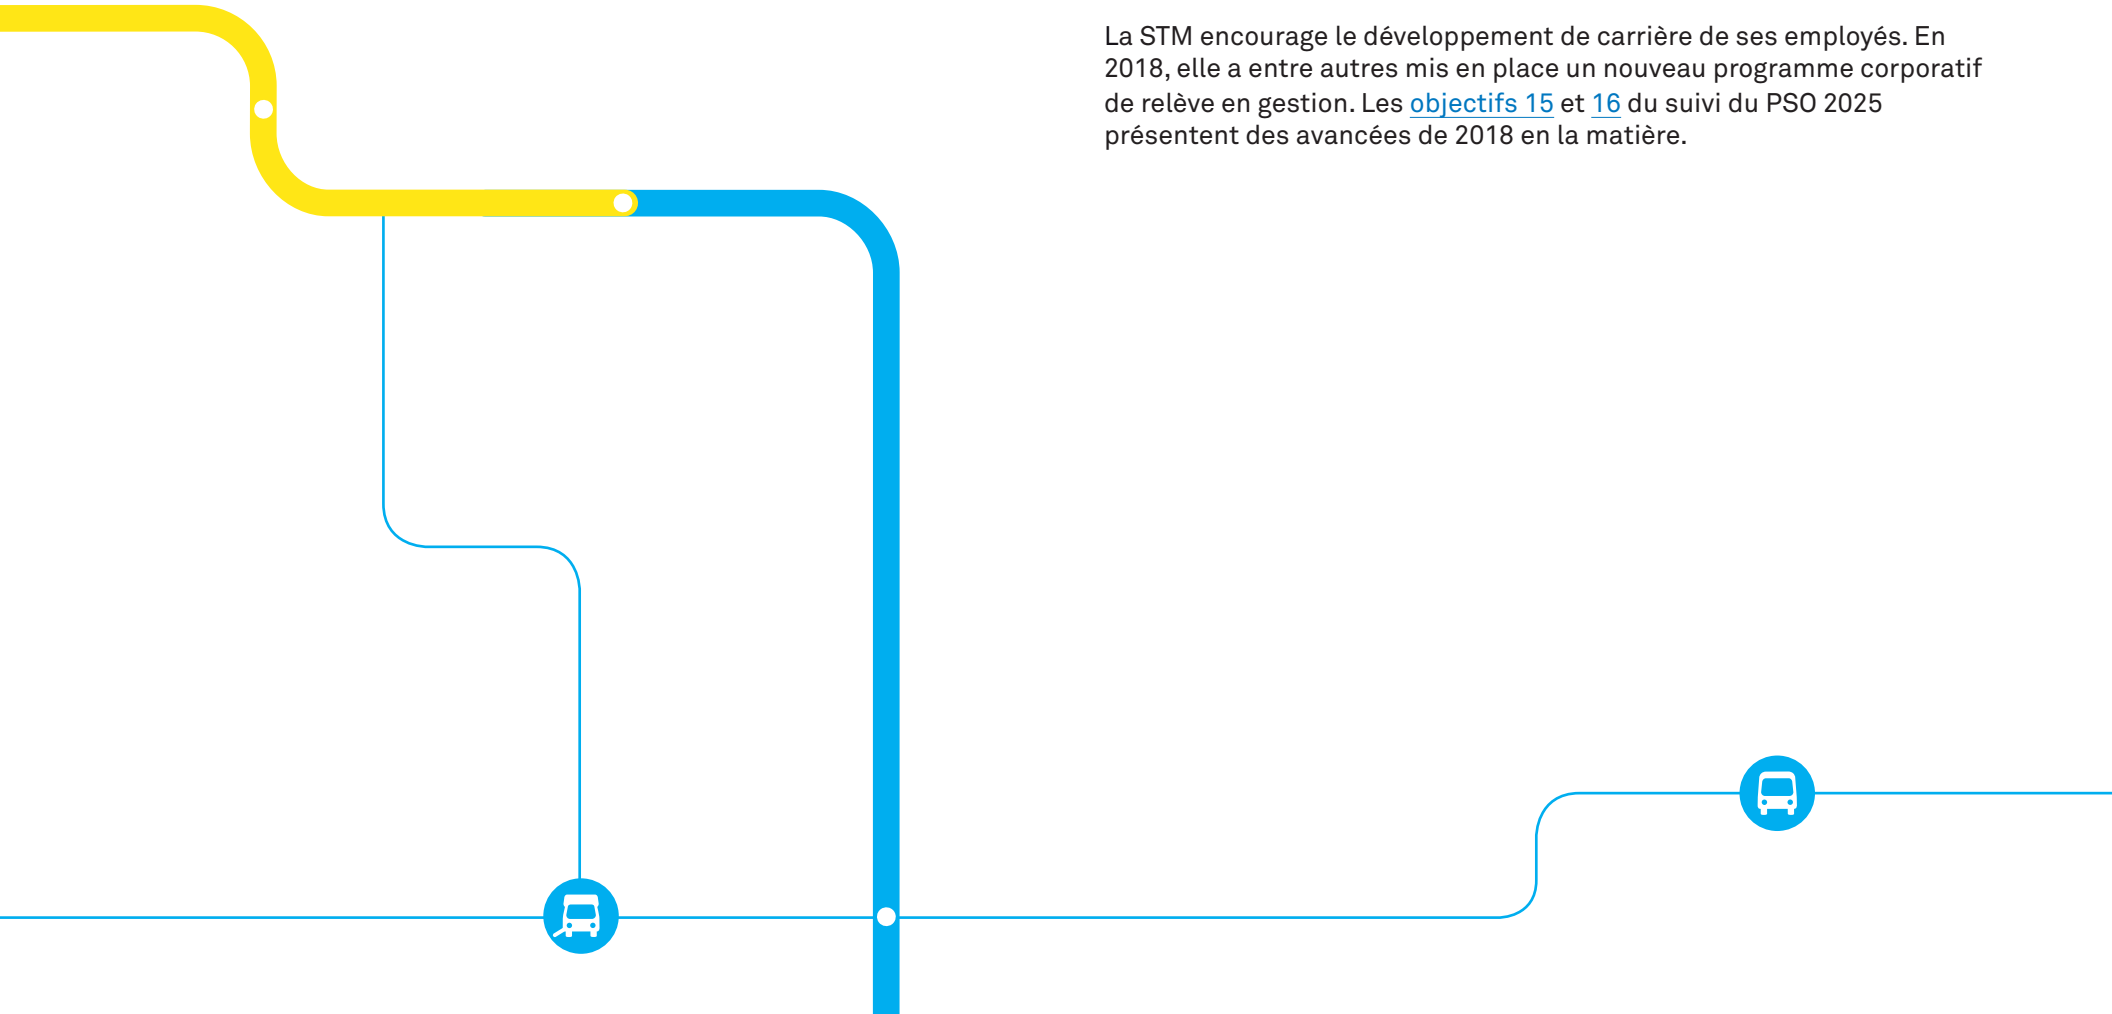 La STM encourage le développement de carrière de ses employés. En
2018, elle a entre autres mis en place un nouveau programme corporatif
de relève en gestion. Les objectifs 15 et 16 du suivi du PSO 2025
présentent des avancées de 2018 en la matière.